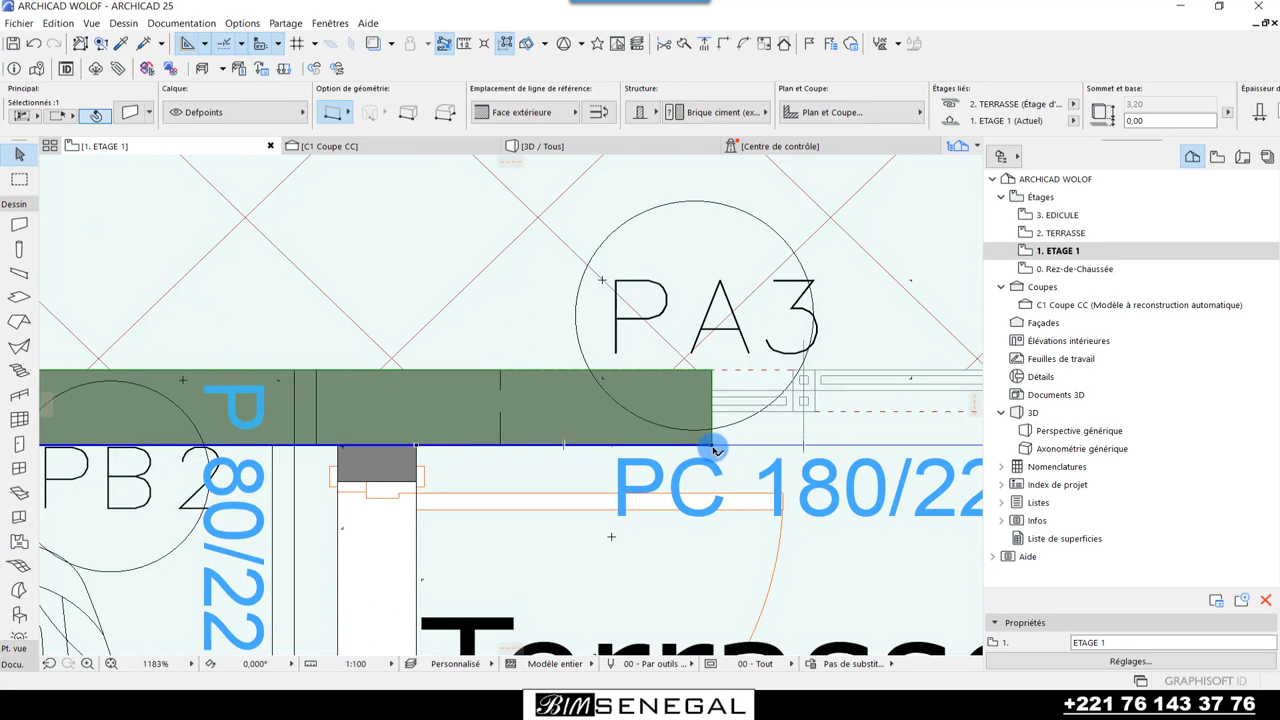 ARCHICAD WOLOF - ARCHICAD 25
Fichier Edition Vue Dessin Documentation Options Partage Fenêtres Aide
Principal: Option de géométrie: Emplacement de ligne de référence: Structure: Plan et Coupe: Étages liés: Sommet et base: Épaisseur d
Sélectionnés :1 Calque:
2. TERRASSE (Étage d'... 3,20
Defpoints Face extérieure Brique ciment (ex... Plan et Coupe...
1. ETAGE 1 (Actuel) 0,00
[1. ETAGE 1] [C1 Coupe CC] [3D / Tous] [Centre de contrôle]
Dessin
ARCHICAD WOLOF
Étages
3. EDICULE
2. TERRASSE
1. ETAGE 1
0. Rez-de-Chaussée
Coupes
C1 Coupe CC (Modèle à reconstruction automatique)
Façades
Élévations intérieures
Feuilles de travail
Détails
Documents 3D
3D
Perspective générique
Axonométrie générique
Nomenclatures
Index de projet
Listes
Infos
Liste de superficies
Aide
PA3
PB 2
P 80/22
PC 180/22
Terrasse
Propriétés
1. ETAGE 1
Réglages...
Pt. vue
Docu.
1183% 0,000° 1:100 Personnalisé Modèle entier 00 - Par outils ... 00 - Tout Pas de substit...
GRAPHISOFT ID
BIMSENEGAL
+221 76 143 37 76